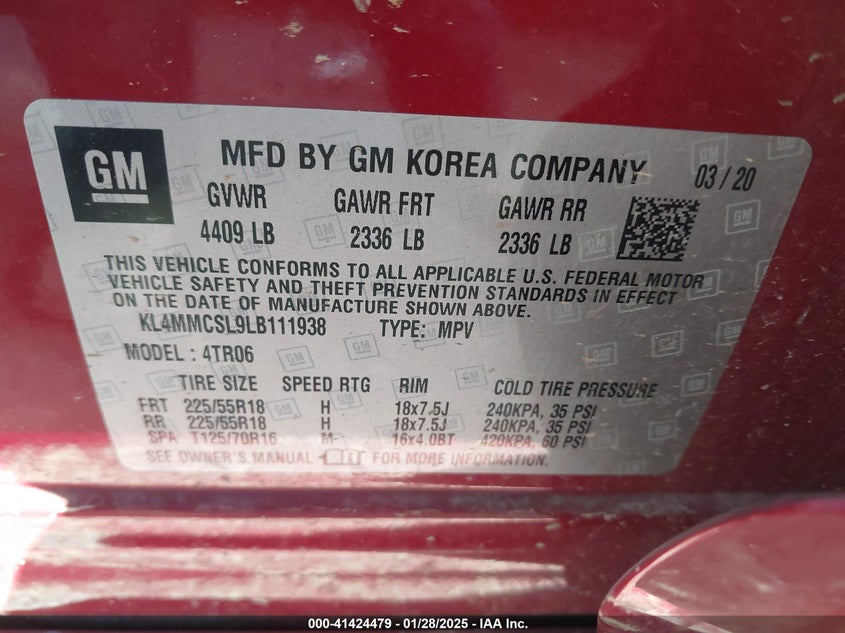 GM
MFD BY GM KOREA COMPANY 03/20
GVWR GAWR FRT GAWR RR
4409 LB 2336 LB 2336 LB
THIS VEHICLE CONFORMS TO ALL APPLICABLE U.S. FEDERAL MOTOR
VEHICLE SAFETY AND THEFT PREVENTION STANDARDS IN EFFECT
ON THE DATE OF MANUFACTURE SHOWN ABOVE.
KL4MMCSL9LB111938 TYPE: MPV
MODEL: 4TR06
TIRE SIZE SPEED RTG RIM COLD TIRE PRESSURE
FRT 225/55R18 H 18x7.5J 240KPA, 35 PSI
RR 225/55R18 H 18x7.5J 240KPA, 35 PSI
SPA T125/70R16 M 16x4.0BT 420KPA, 60 PSI
SEE OWNER'S MANUAL FOR MORE INFORMATION.
000-41424479 - 01/28/2025 - IAA Inc.